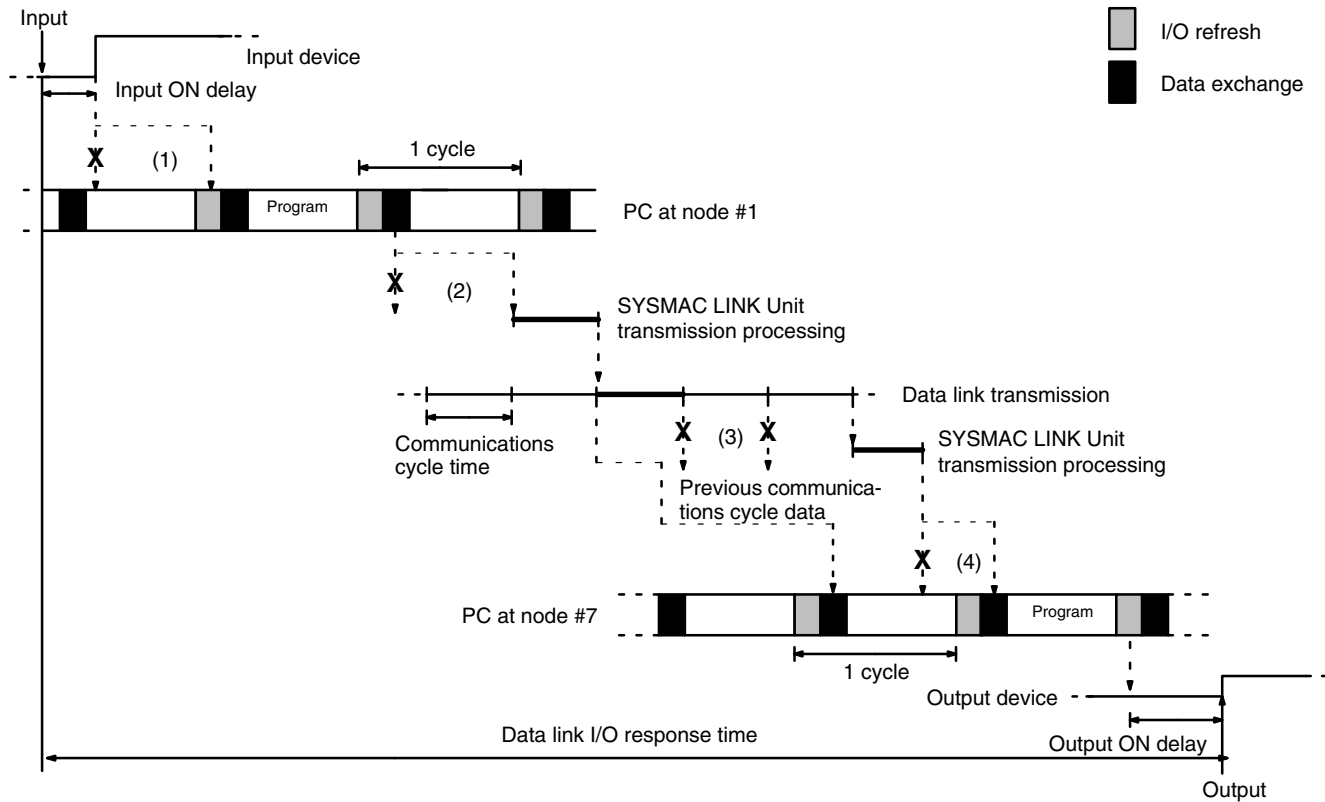 Input
I/O refresh
Input device
Data exchange
Input ON delay
(1)
1 cycle
Program
PC at node #1
(2)
SYSMAC LINK Unit
transmission processing
Data link transmission
Communications
cycle time
(3)
SYSMAC LINK Unit
transmission processing
Previous communica-
tions cycle data
(4)
PC at node #7
Program
1 cycle
Output device
Data link I/O response time
Output ON delay
Output